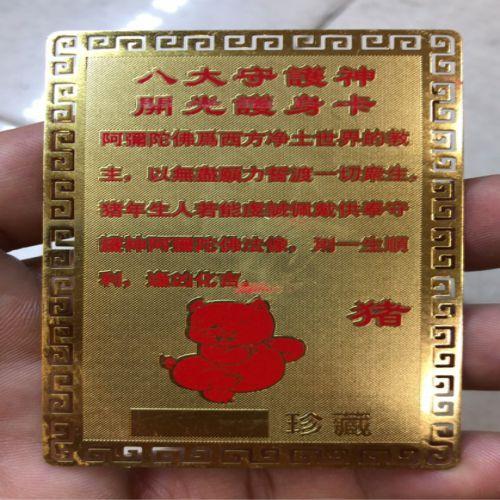 八大守護神
開光護身卡
阿彌陀佛爲西方净土世界的教
主，以無盡願力誓渡一切衆生。
猪年生人若能虔誠佩戴供奉守
護神阿彌陀佛法像，則一生順
利，逢凶化吉。
猪
珍藏